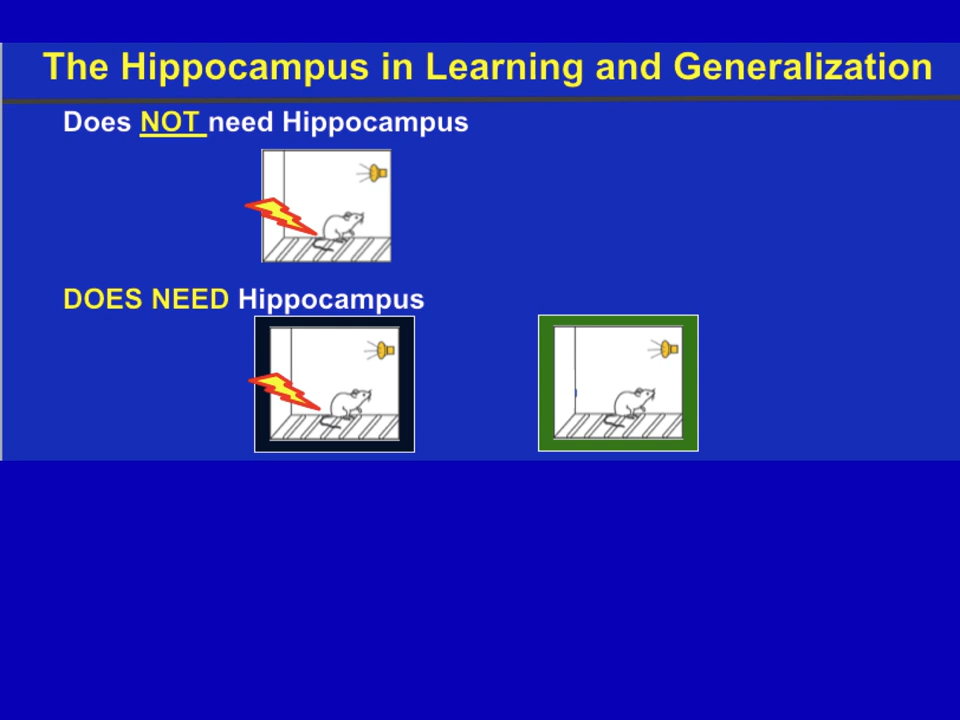 The Hippocampus in Learning and Generalization
Does NOT need Hippocampus
DOES NEED Hippocampus